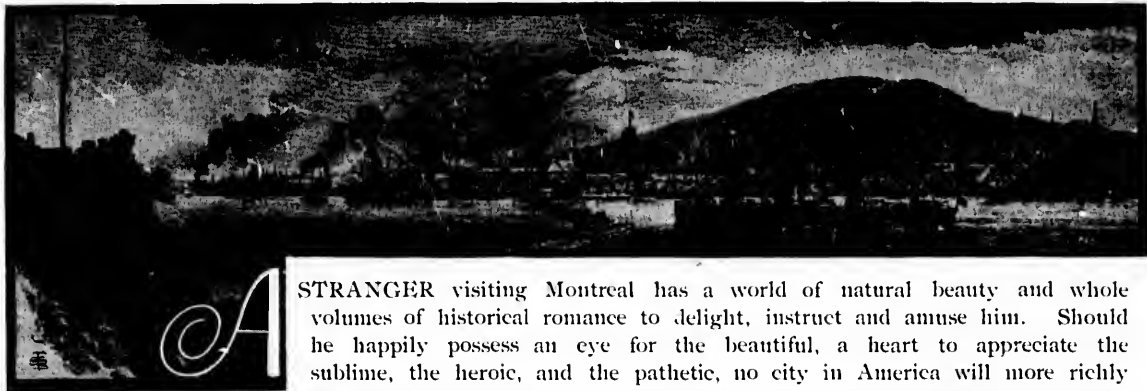 A STRANGER visiting Montreal has a world of natural beauty and whole
volumes of historical romance to delight, instruct and amuse him. Should
he happily possess an eye for the beautiful, a heart to appreciate the
sublime, the heroic, and the pathetic, no city in America will more richly